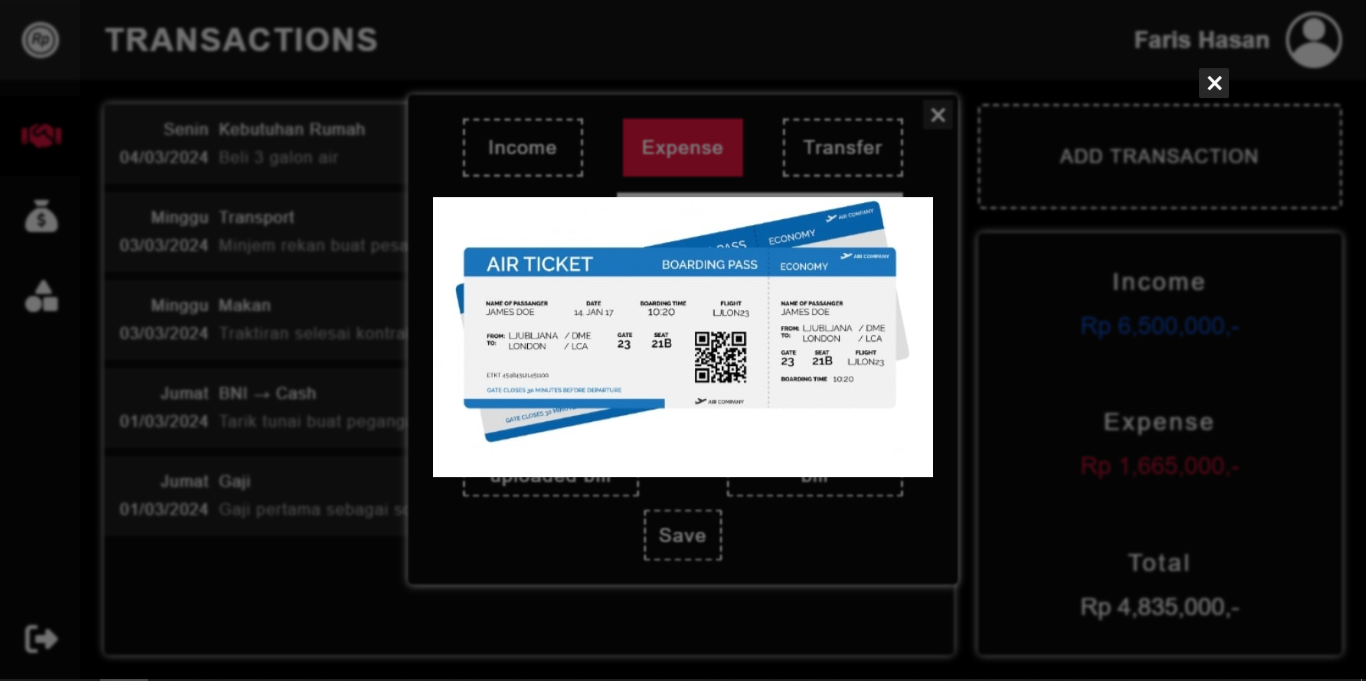 Rp
TRANSACTIONS
Faris Hasan
Senin Kebutuhan Rumah
04/03/2024 Beli 3 galon air
Minggu Transport
03/03/2024 Minjem rekan buat pesa
Minggu Makan
03/03/2024 Traktiran selesai kontra
Jumat BNI → Cash
01/03/2024 Tarik tunai buat pegang
Jumat Gaji
01/03/2024 Gaji pertama sebagai
Income
Expense
Transfer
PASS
ECONOMY
AIR COMPANY
AIR TICKET
BOARDING PASS
ECONOMY
AIR COMPANY
NAME OF PASSANGER
JAMES DOE
DATE
14. JAN 17
BOARDING TIME
10:20
FLIGHT
LJLON23
FROM: LJUBLJANA / DME
TO: LONDON / LCA
GATE
23
SEAT
21B
GATE CLOSES 30 MINUTES BEFORE DEPARTURE
AIR COMPANY
NAME OF PASSANGER
JAMES DOE
FROM: LJUBLJANA / DME
TO: LONDON / LCA
GATE
23
SEAT
21B
FLIGHT
LJLON23
BOARDING TIME 10:20
GATE CLOSES 30
uploaded bill
bill
Save
ADD TRANSACTION
Income
Rp 6,500,000,-
Expense
Rp 1,665,000,-
Total
Rp 4,835,000,-